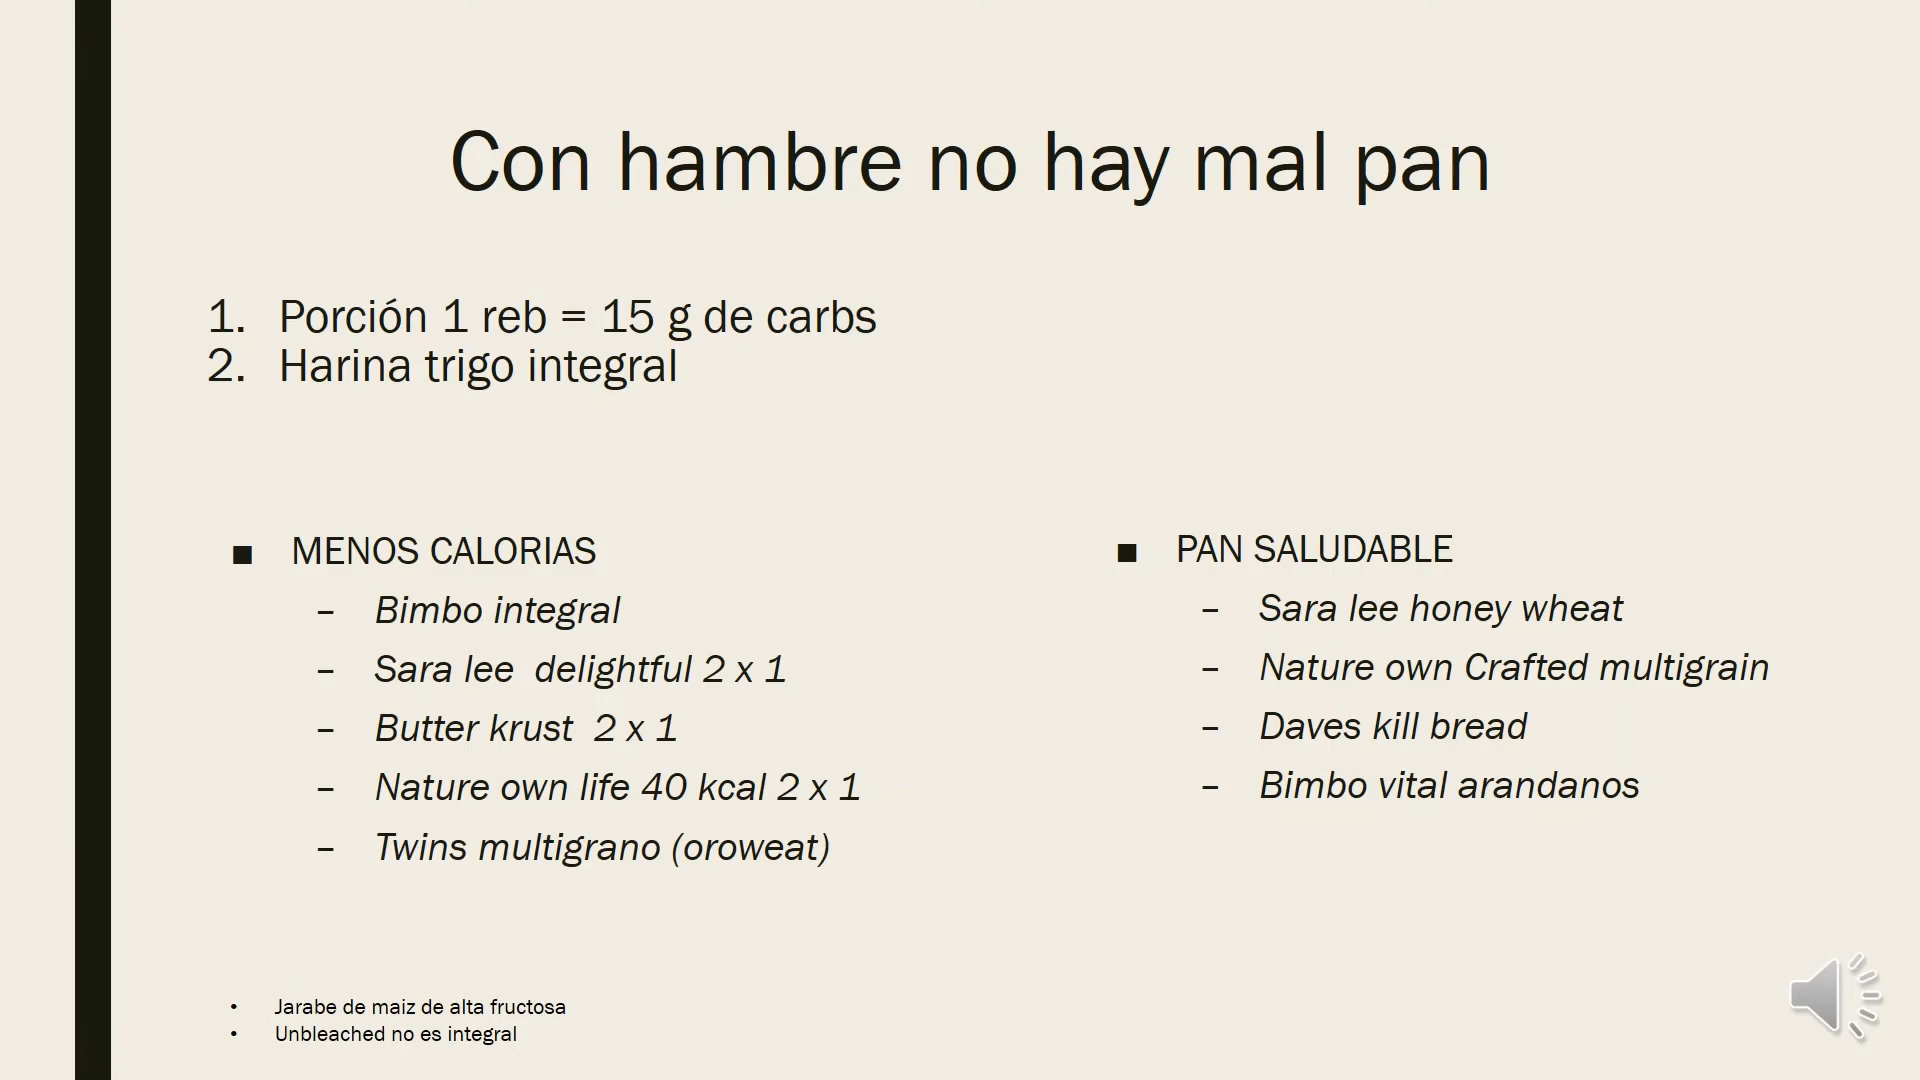 Con hambre no hay mal pan
1. Porción 1 reb = 15 g de carbs
2. Harina trigo integral
■ MENOS CALORIAS
– Bimbo integral
– Sara lee delightful 2 x 1
– Butter krust 2 x 1
– Nature own life 40 kcal 2 x 1
– Twins multigrano (oroweat)
■ PAN SALUDABLE
– Sara lee honey wheat
– Nature own Crafted multigrain
– Daves kill bread
– Bimbo vital arandanos
• Jarabe de maiz de alta fructosa
• Unbleached no es integral